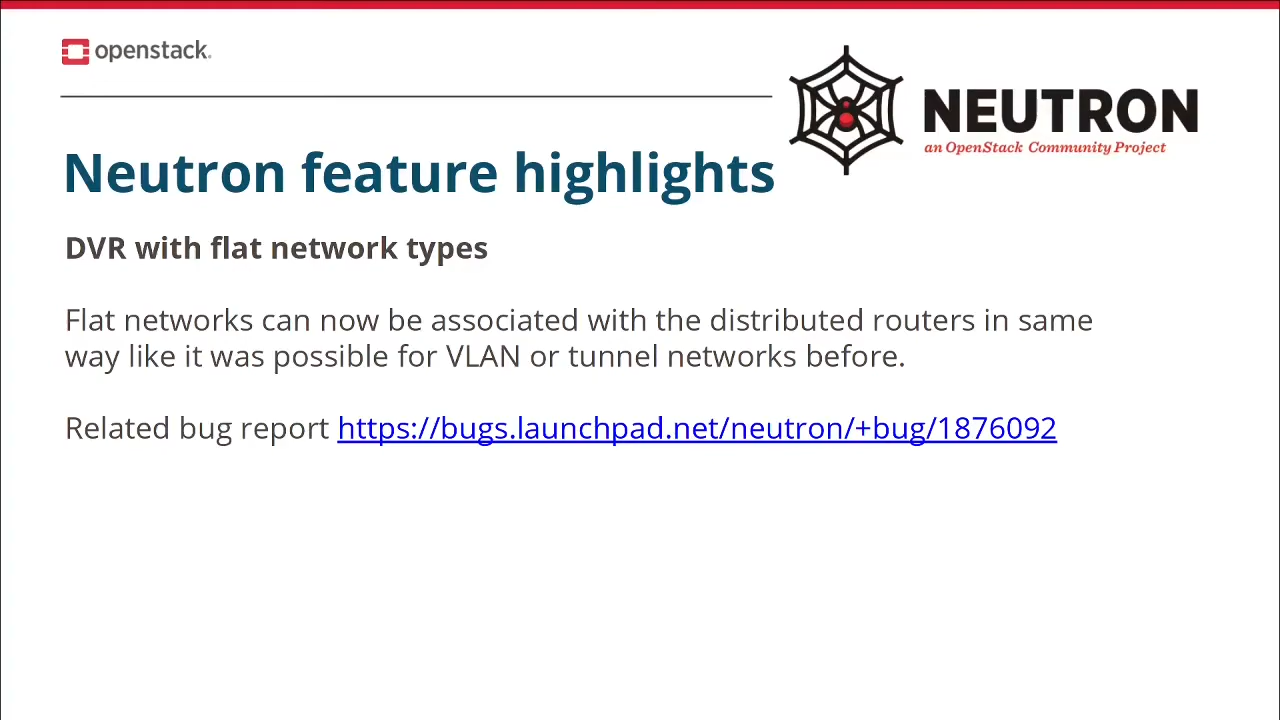 openstack.
NEUTRON
an OpenStack Community Project
Neutron feature highlights
DVR with flat network types
Flat networks can now be associated with the distributed routers in same
way like it was possible for VLAN or tunnel networks before.
Related bug report https://bugs.launchpad.net/neutron/+bug/1876092